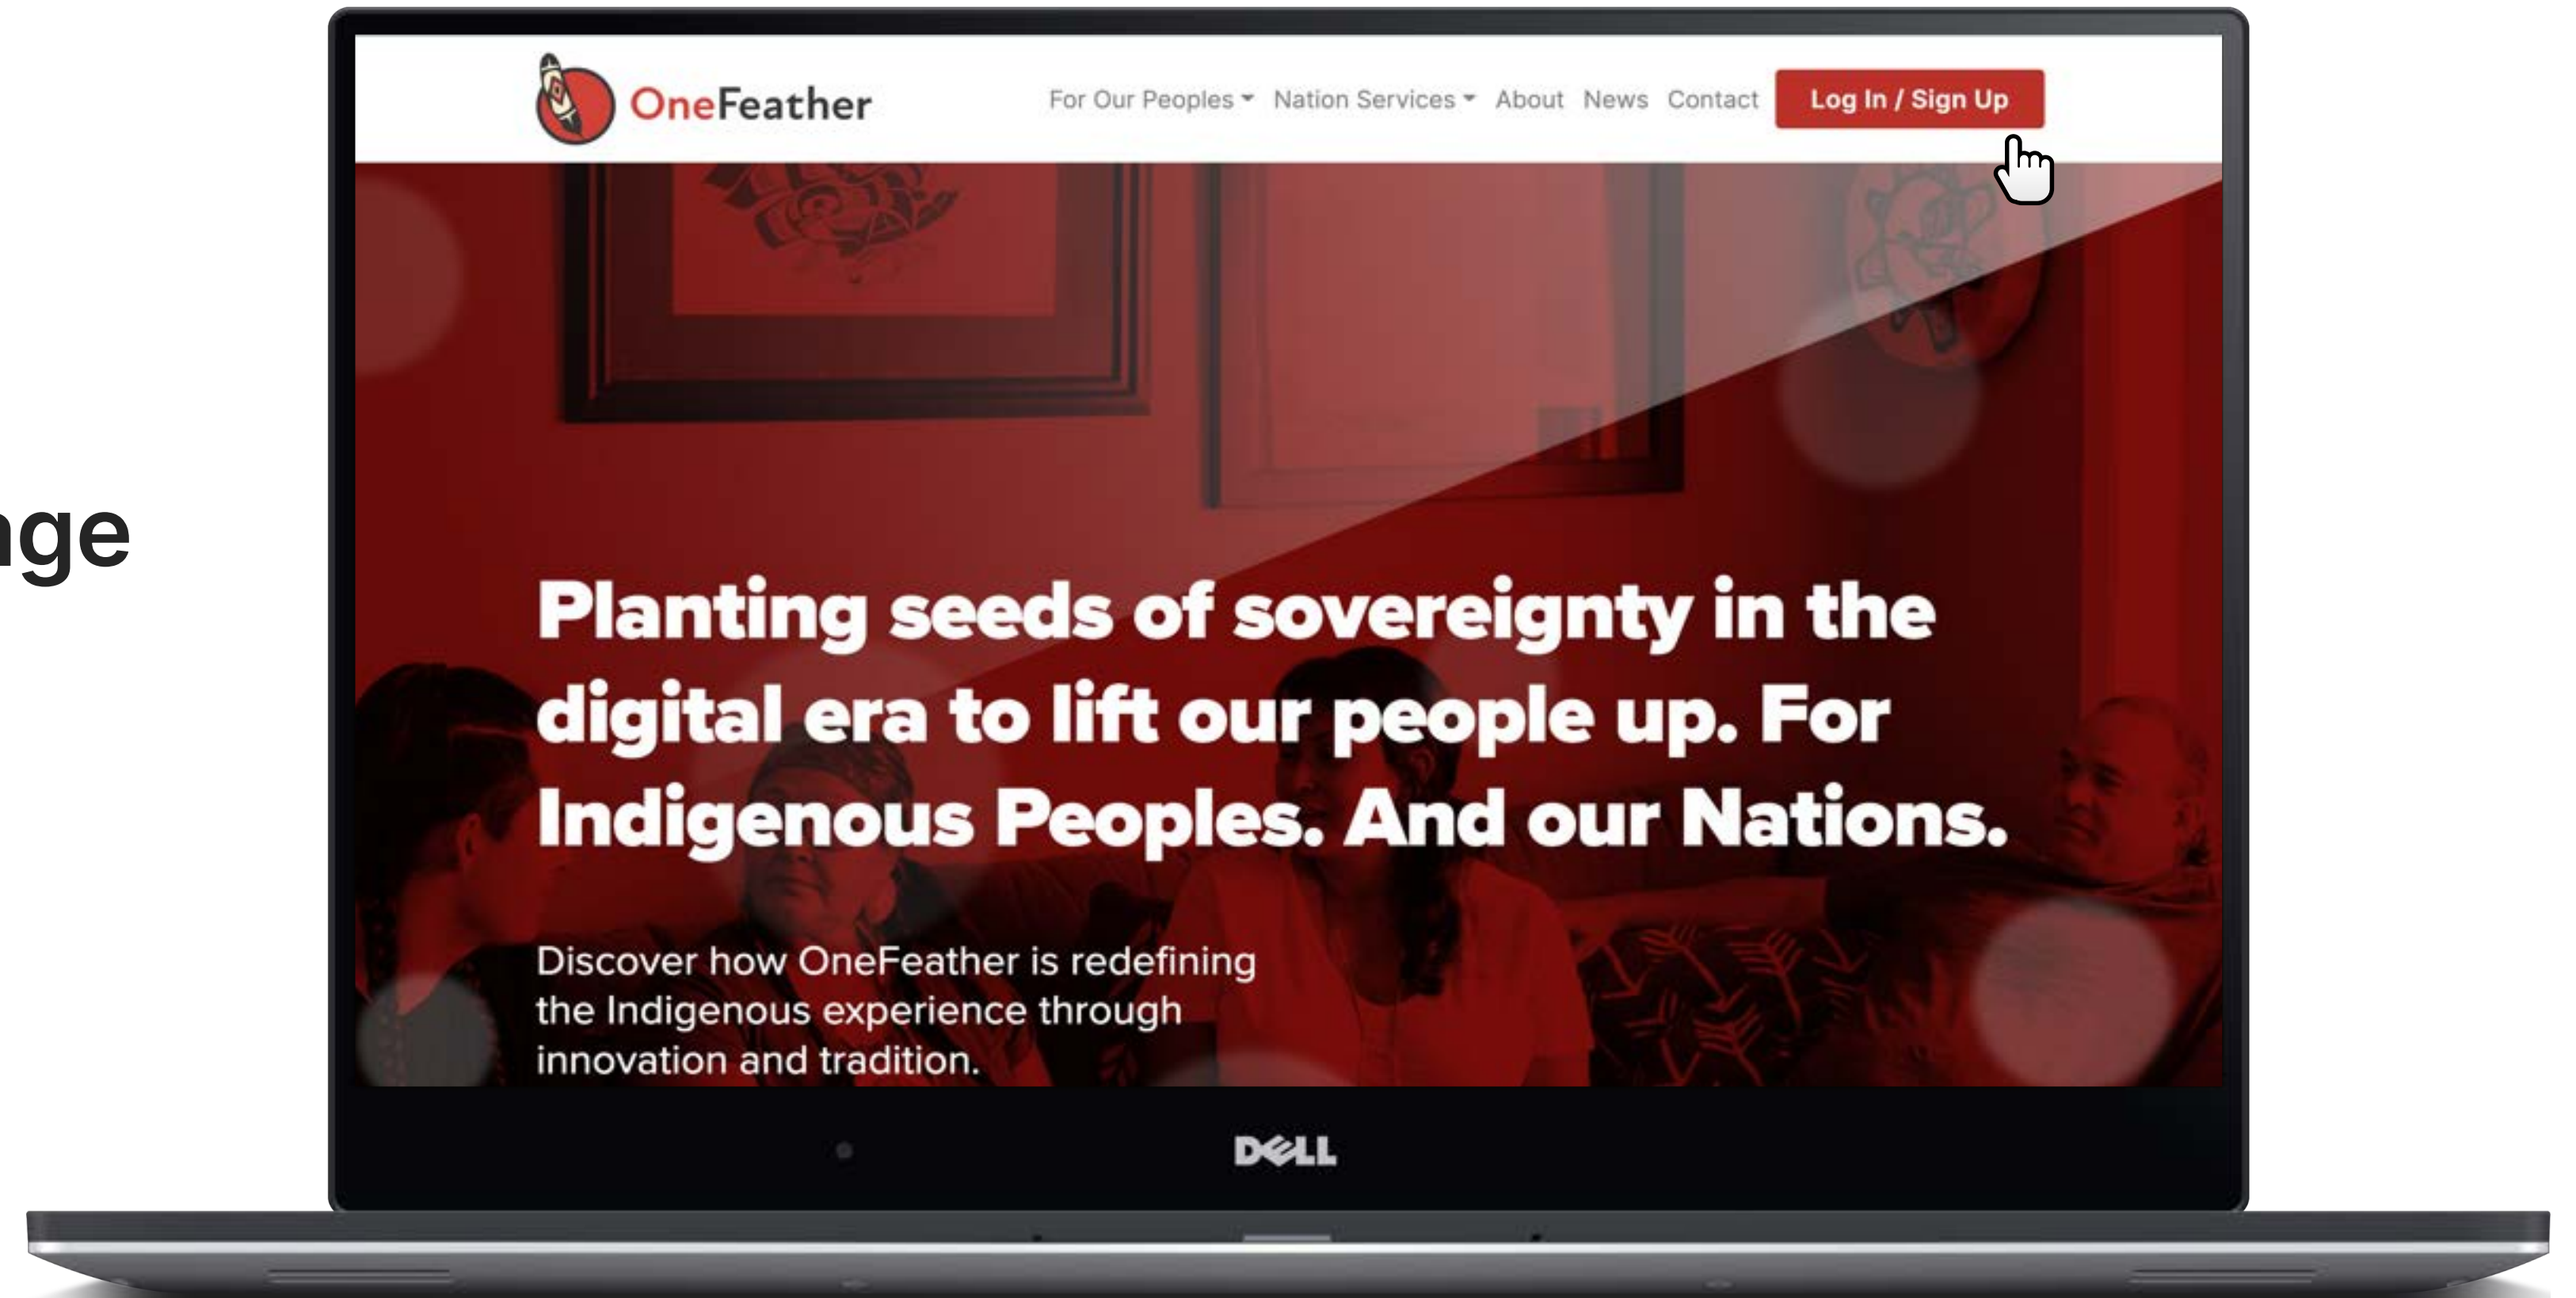 OneFeather
For Our Peoples Nation Services About News Contact Log In / Sign Up
Planting seeds of sovereignty in the
digital era to lift our people up. For
Indigenous Peoples. And our Nations.
Discover how OneFeather is redefining
the Indigenous experience through
innovation and tradition.
DELL